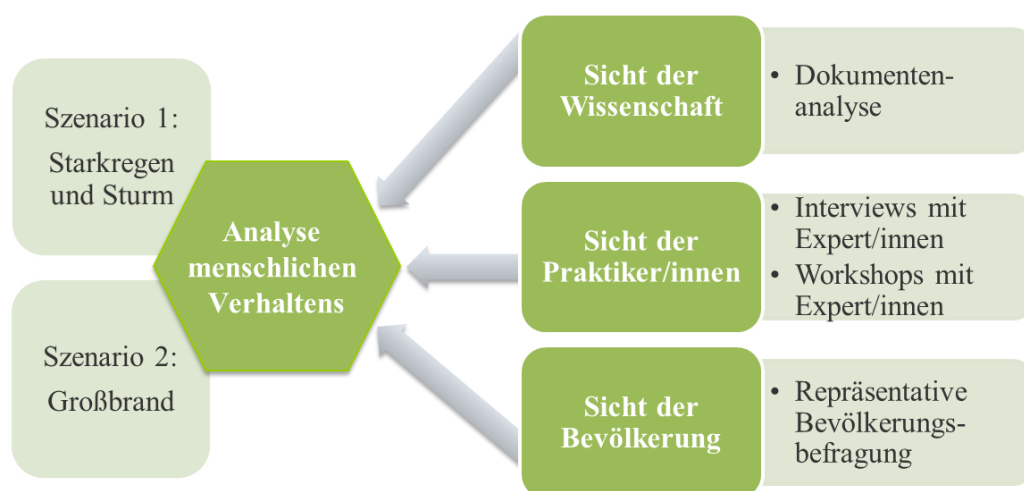 Szenario 1:
Starkregen
und Sturm
Szenario 2:
Großbrand
Analyse
menschlichen
Verhaltens
Sicht der
Wissenschaft
• Dokumenten-
analyse
Sicht der
Praktiker/innen
• Interviews mit
Expert/innen
• Workshops mit
Expert/innen
Sicht der
Bevölkerung
• Repräsentative
Bevölkerungs-
befragung